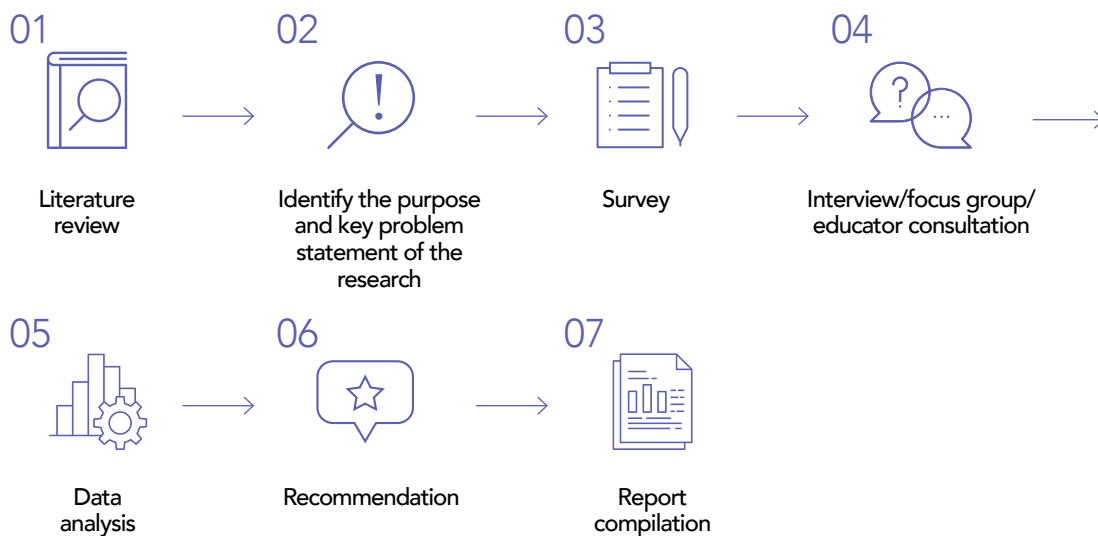 01
02
03
04
Literature
review
Identify the purpose
and key problem
statement of the
research
Survey
Interview/focus group/
educator consultation
05
06
07
Data
analysis
Recommendation
Report
compilation